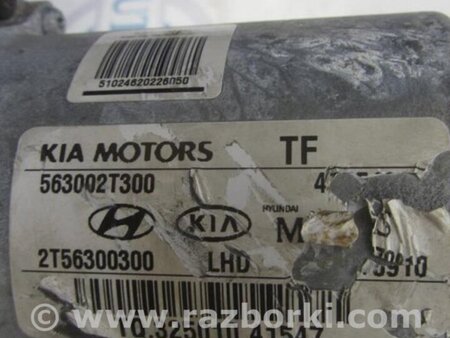 51024620226050
KIA MOTORS TF
563002T300
KIA HYUNDAI M
2T56300300 LHD
www.razborki.com